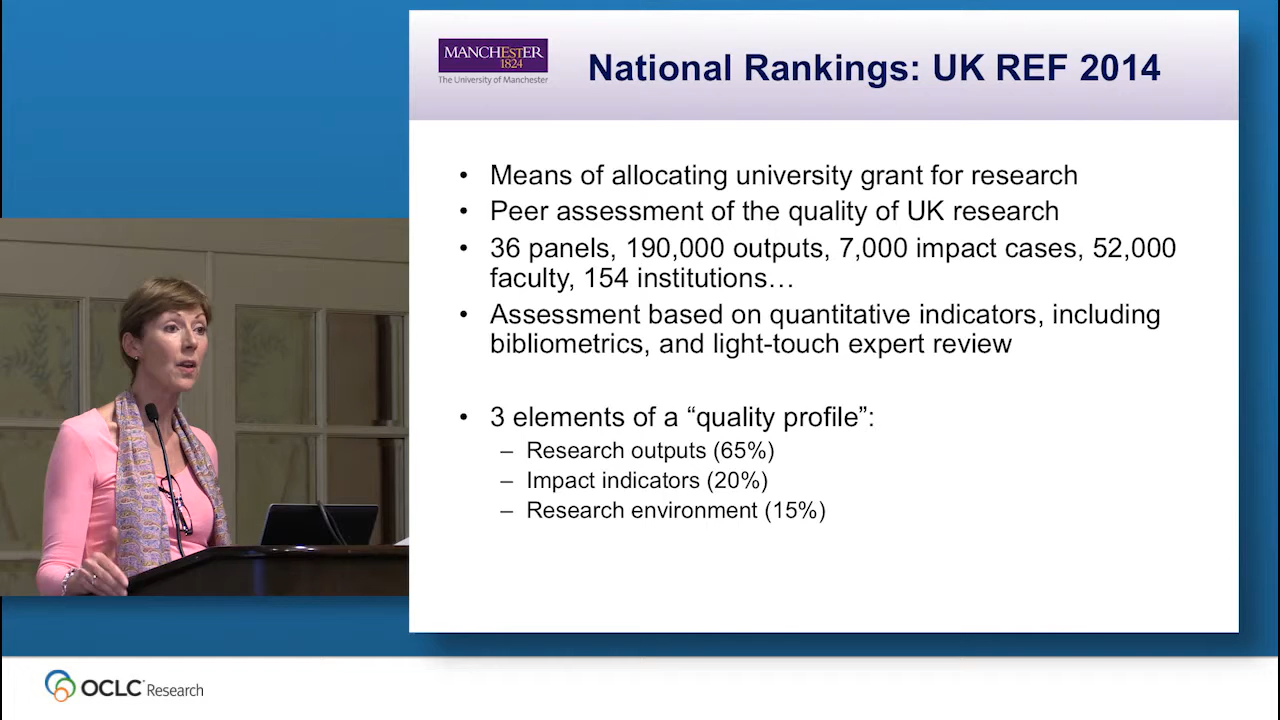 MANCHESTER
1824
The University of Manchester
National Rankings: UK REF 2014
• Means of allocating university grant for research
• Peer assessment of the quality of UK research
• 36 panels, 190,000 outputs, 7,000 impact cases, 52,000
faculty, 154 institutions…
• Assessment based on quantitative indicators, including
bibliometrics, and light-touch expert review
• 3 elements of a “quality profile”:
– Research outputs (65%)
– Impact indicators (20%)
– Research environment (15%)
OCLC Research